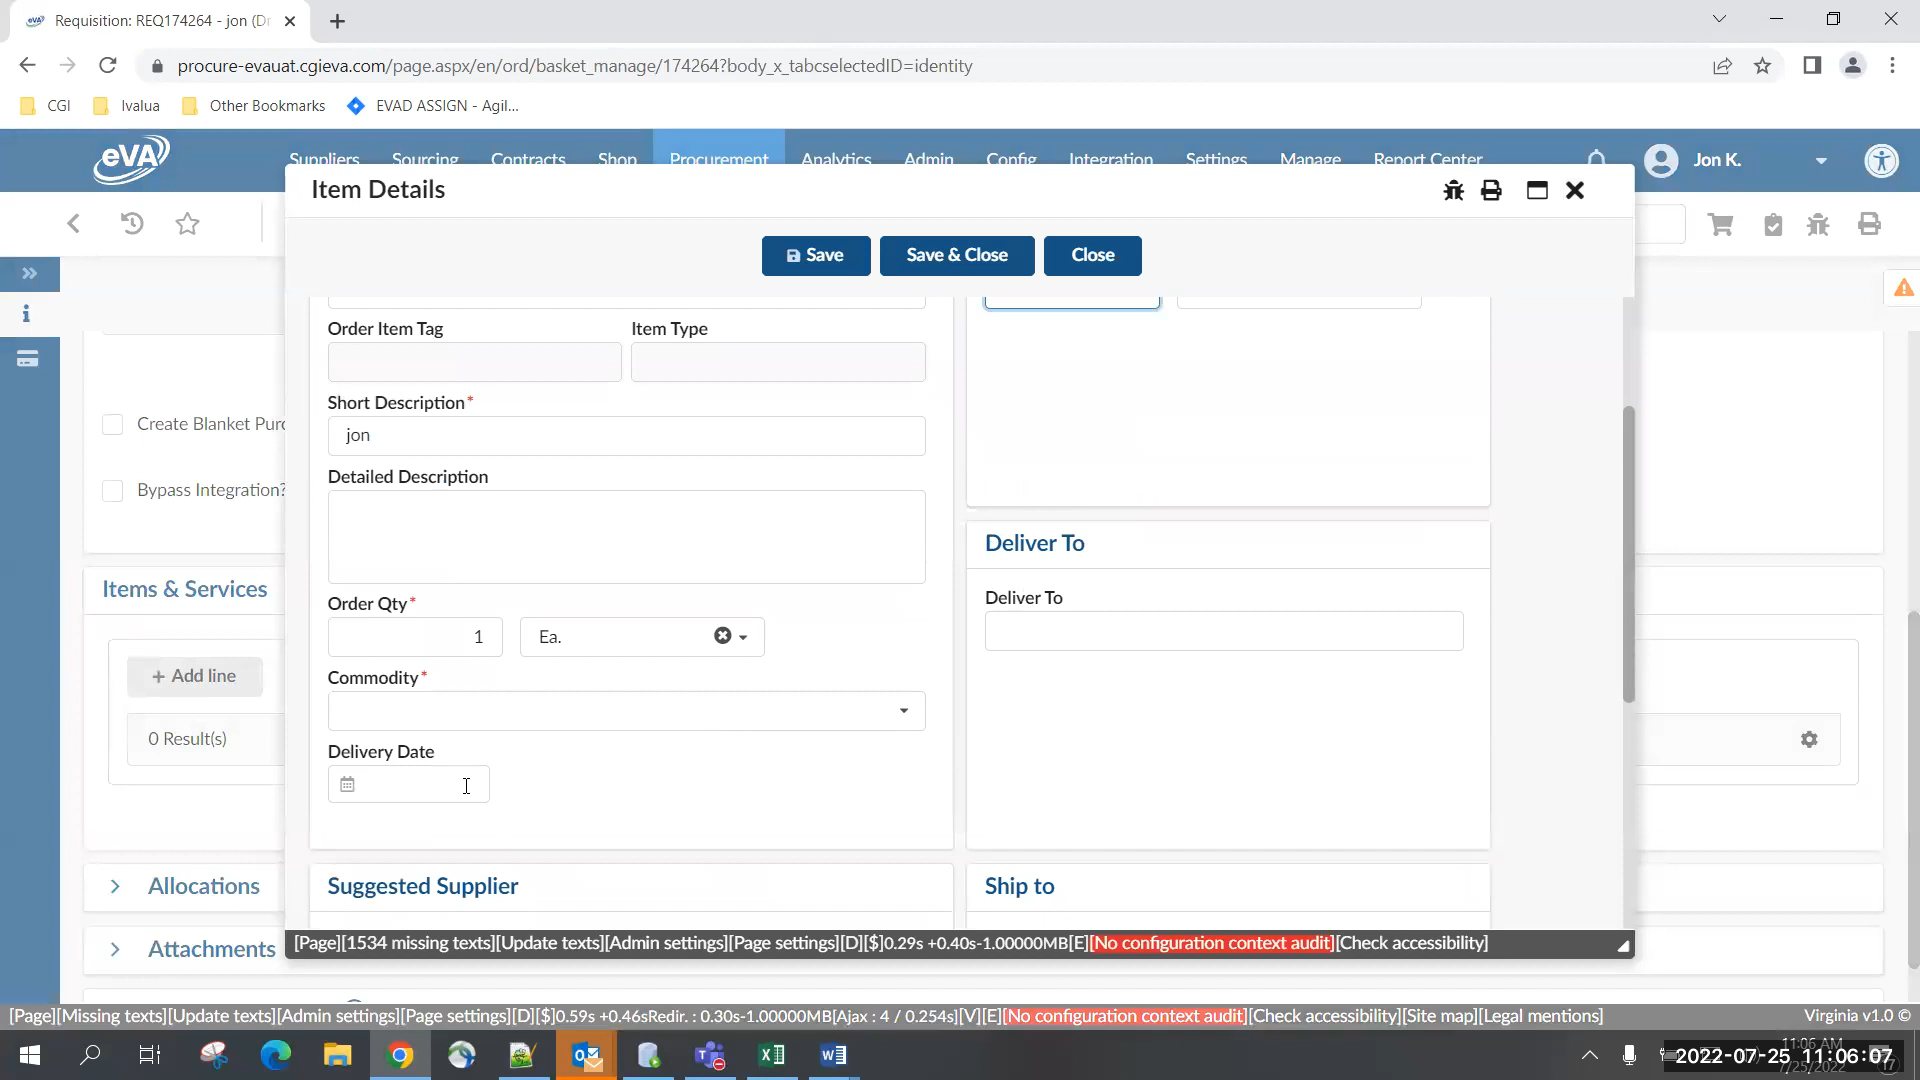 Requisition: REQ174264 - jon (Dr
procure-evauat.cgieva.com/page.aspx/en/ord/basket_manage/174264?body_x_tabcselectedID=identity
CGI Ivalua Other Bookmarks EVAD ASSIGN - Agil...
eVA Suppliers Sourcing Contracts Shop Procurement Analytics Admin Config Integration Settings Manage Report Center Jon K.
Item Details
Save Save & Close Close
Order Item Tag Item Type
Short Description*
jon
Detailed Description
Order Qty*
1 Ea.
Commodity*
Delivery Date
Deliver To
Deliver To
Suggested Supplier
Ship to
Create Blanket Purc
Bypass Integration?
Items & Services
+ Add line
0 Result(s)
Allocations
Attachments
[Page][1534 missing texts][Update texts][Admin settings][Page settings][D][$]0.29s +0.40s-1.00000MB[E][No configuration context audit][Check accessibility]
[Page][Missing texts][Update texts][Admin settings][Page settings][D][$]0.59s +0.46sRedir. : 0.30s-1.00000MB[Ajax : 4 / 0.254s][V][E][No configuration context audit][Check accessibility][Site map][Legal mentions] Virginia v1.0 ©
11:06 AM
2022-07-25 11:06:07
7/25/2022
17